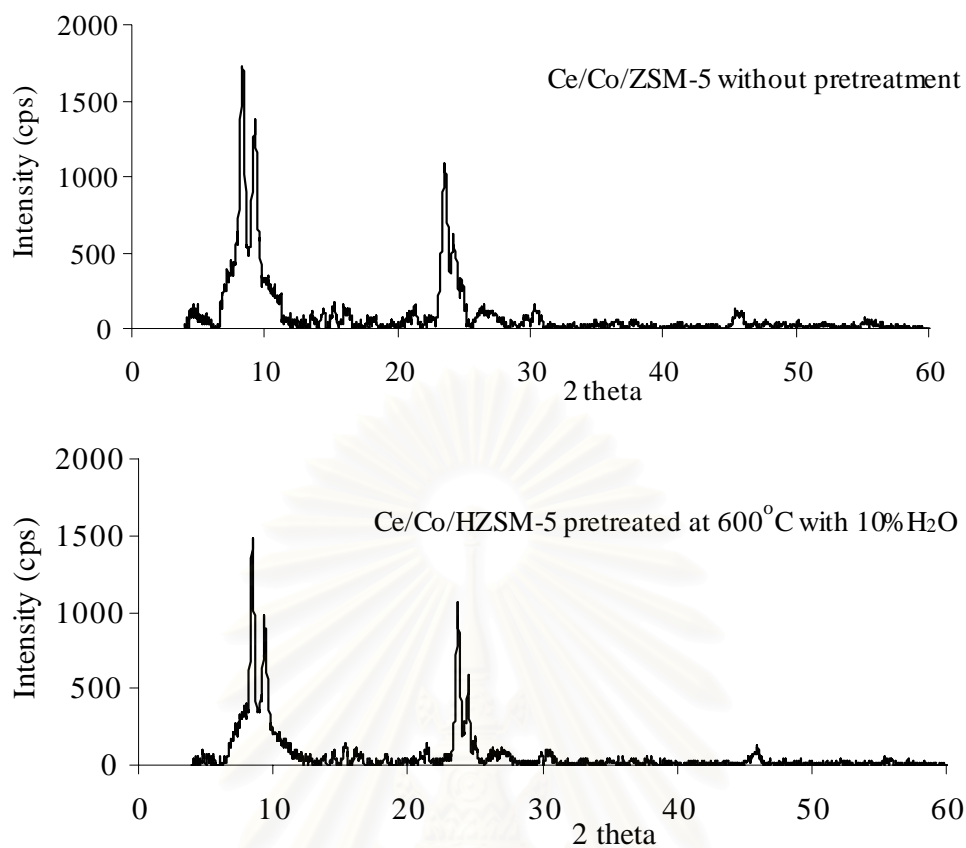 2000
Ce/Co/ZSM-5 without pretreatment
1500
1000
500
0
Intensity (cps)
0 10 20 30 40 50 60
2 theta
2000
Ce/Co/HZSM-5 pretreated at 600°C with 10%H₂O
1500
1000
500
0
Intensity (cps)
0 10 20 30 40 50 60
2 theta